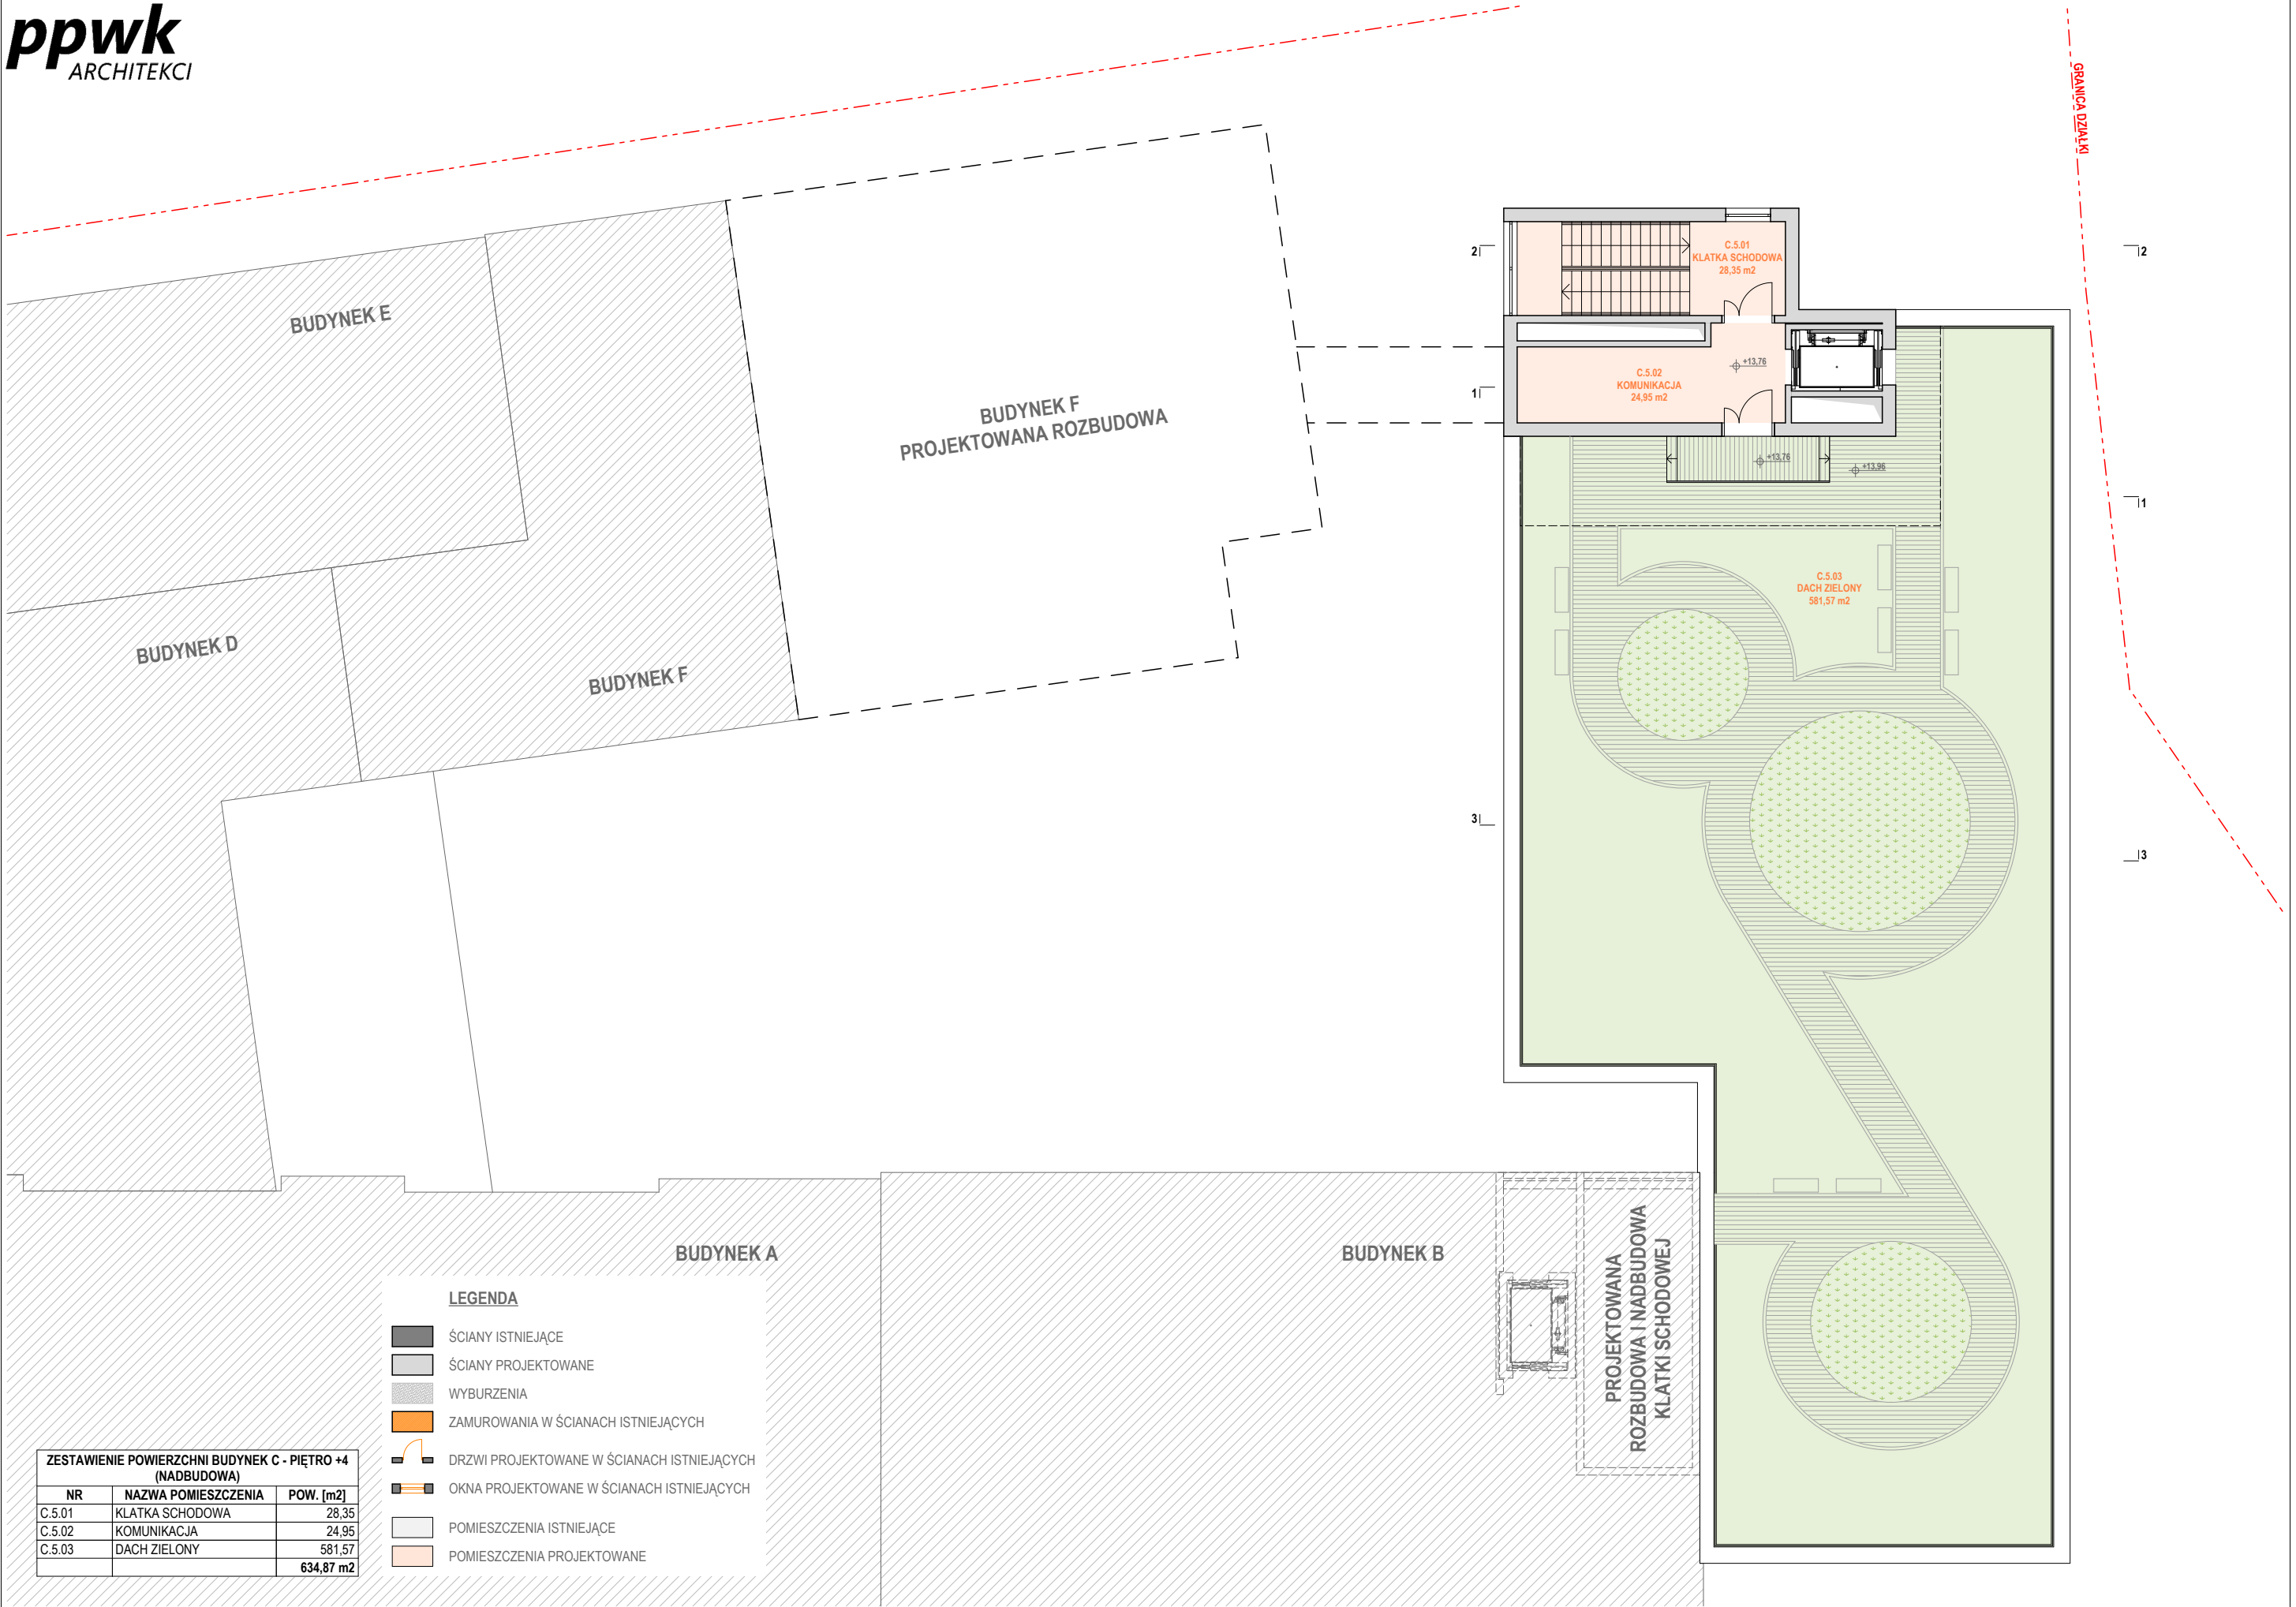 ppwk
ARCHITEKCI
GRANICA DZIAŁKI
2
2
C.5.01
KLATKA SCHODOWA
28,35 m2
BUDYNEK E
+13,76
C.5.02
KOMUNIKACJA
24,95 m2
1
BUDYNEK F
PROJEKTOWANA ROZBUDOWA
+13,76
+13,96
1
C.5.03
DACH ZIELONY
581,57 m2
BUDYNEK D
BUDYNEK F
3
3
BUDYNEK A
BUDYNEK B
PROJEKTOWANA
ROZBUDOWA I NADBUDOWA
KLATKI SCHODOWEJ
LEGENDA
ŚCIANY ISTNIEJĄCE
ŚCIANY PROJEKTOWANE
WYBURZENIA
ZAMUROWANIA W ŚCIANACH ISTNIEJĄCYCH
DRZWI PROJEKTOWANE W ŚCIANACH ISTNIEJĄCYCH
OKNA PROJEKTOWANE W ŚCIANACH ISTNIEJĄCYCH
POMIESZCZENIA ISTNIEJĄCE
POMIESZCZENIA PROJEKTOWANE
ZESTAWIENIE POWIERZCHNI BUDYNEK C - PIĘTRO +4
(NADBUDOWA)
NR NAZWA POMIESZCZENIA POW. [m2]
C.5.01 KLATKA SCHODOWA 28,35
C.5.02 KOMUNIKACJA 24,95
C.5.03 DACH ZIELONY 581,57
634,87 m2